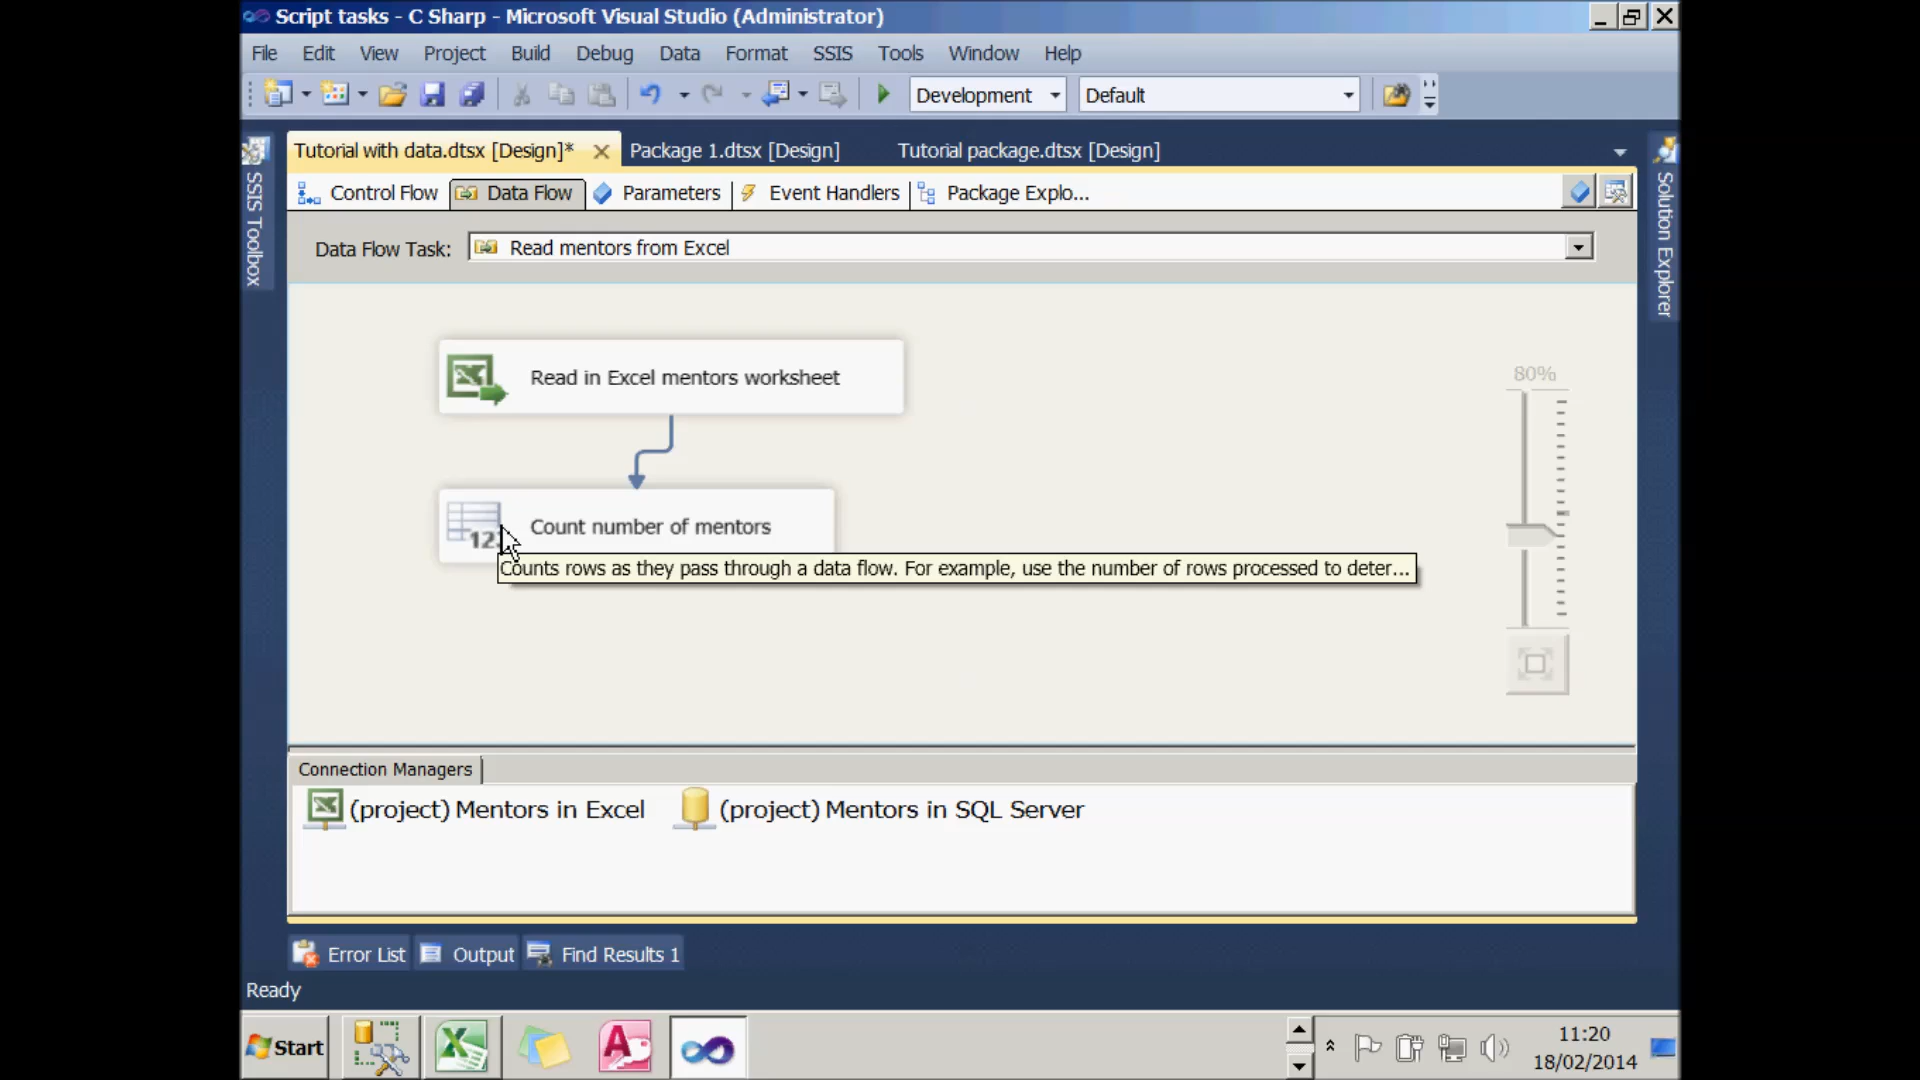 Script tasks - C Sharp - Microsoft Visual Studio (Administrator)
File Edit View Project Build Debug Data Format SSIS Tools Window Help
Development Default
Tutorial with data.dtsx [Design]* Package 1.dtsx [Design] Tutorial package.dtsx [Design]
Control Flow Data Flow Parameters Event Handlers Package Explo...
SSIS Toolbox
Solution Explorer
Data Flow Task: Read mentors from Excel
Read in Excel mentors worksheet
80%
Count number of mentors
Counts rows as they pass through a data flow. For example, use the number of rows processed to deter...
Connection Managers
(project) Mentors in Excel (project) Mentors in SQL Server
Error List Output Find Results 1
Ready
Start
11:20
18/02/2014